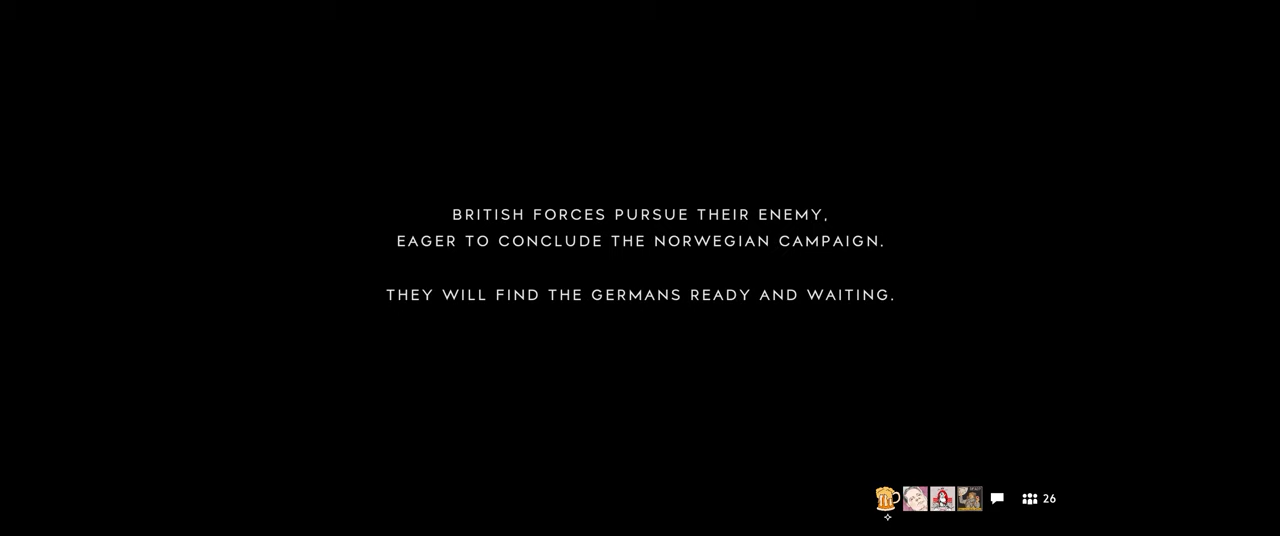 BRITISH FORCES PURSUE THEIR ENEMY,
EAGER TO CONCLUDE THE NORWEGIAN CAMPAIGN.
THEY WILL FIND THE GERMANS READY AND WAITING.
26